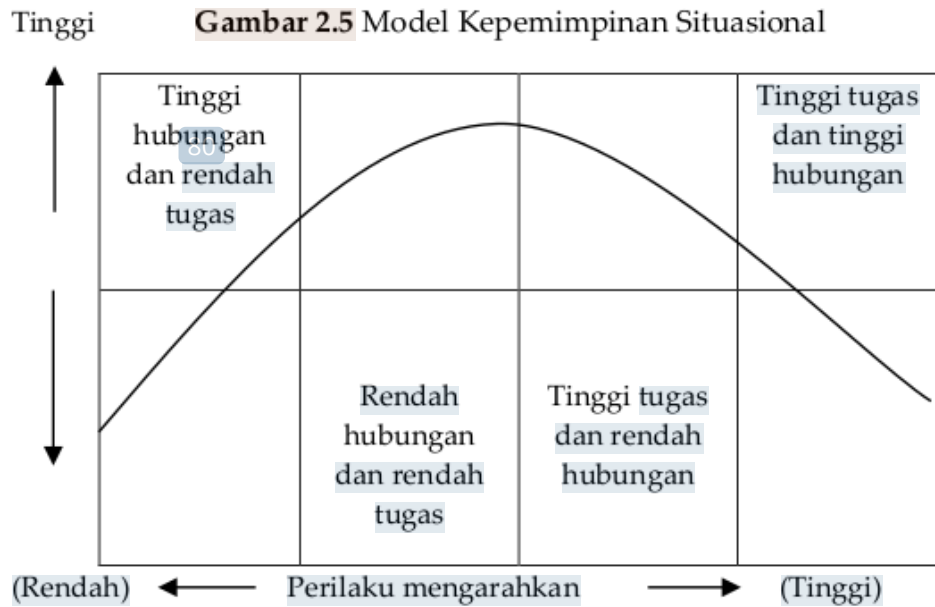 Tinggi
Gambar 2.5 Model Kepemimpinan Situasional
Tinggi
hubungan
dan rendah
tugas
80
Tinggi tugas
dan tinggi
hubungan
Rendah
hubungan
dan rendah
tugas
Tinggi tugas
dan rendah
hubungan
(Rendah)
Perilaku mengarahkan
(Tinggi)